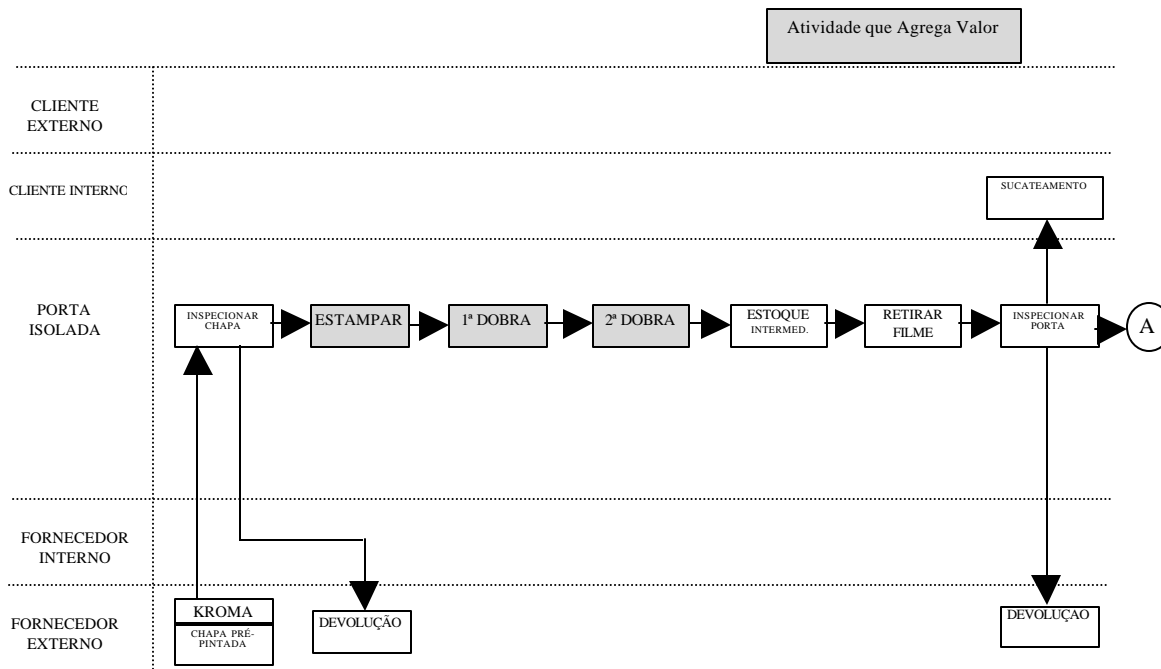 Atividade que Agrega Valor
CLIENTE
EXTERNO
CLIENTE INTERNO
SUCATEAMENTO
PORTA
ISOLADA
INSPECIONAR
CHAPA
ESTAMPAR
1ª DOBRA
2ª DOBRA
ESTOQUE
INTERMED.
RETIRAR
FILME
INSPECIONAR
PORTA
A
FORNECEDOR
INTERNO
FORNECEDOR
EXTERNO
KROMA
CHAPA PRÉ-
PINTADA
DEVOLUÇÃO
DEVOLUÇAO